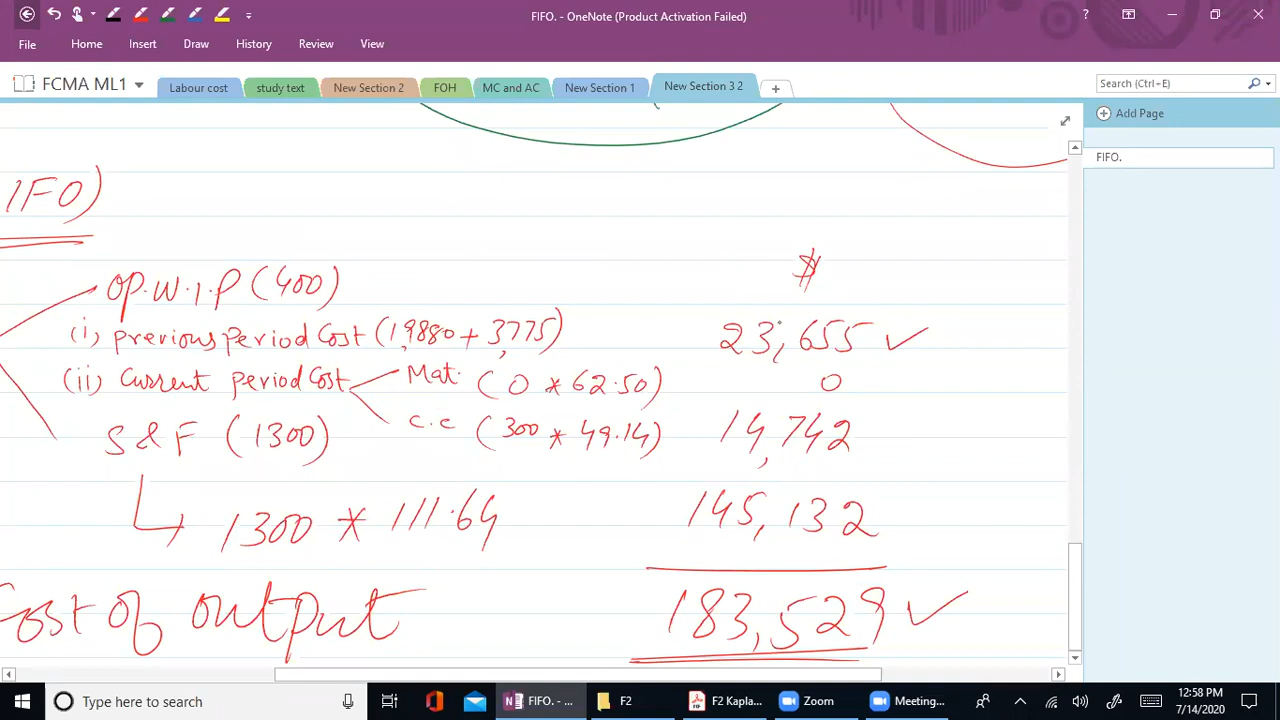 FIFO. - OneNote (Product Activation Failed)
File Home Insert Draw History Review View
FCMA ML1 Labour cost study text New Section 2 FOH MC and AC New Section 1 New Section 3 2 Search (Ctrl+E)
Add Page
FIFO.
IFO)
$
OP.W.I.P (400)
(i) previous period Cost (19,880 + 3,775) 23,655
(ii) Current period Cost Mat. (0 * 62.50) 0
S & F (1300) C.C (300 * 49.14) 14,742
1300 * 111.64 145,132
Cost of output 183,529
Type here to search FIFO. - ... F2 F2 Kapla... Zoom Meeting... 12:58 PM
7/14/2020